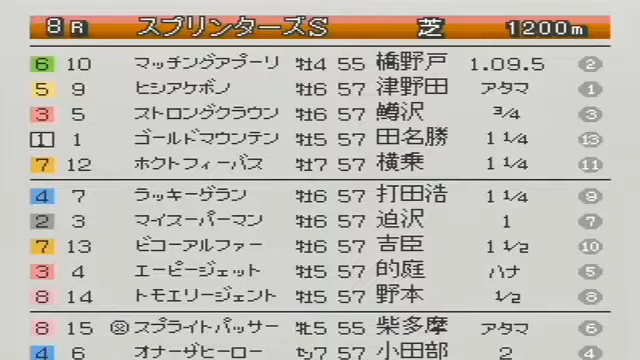 8R スプリンターズS 芝 1200m
6 10 マッチングアプーリ 牡4 55 橋野戸 1.09.5 2
5 9 ヒシアケボノ 牡6 57 津野田 アタマ 1
3 5 ストロングクラウン 牡6 57 鱒沢 3/4 3
1 1 ゴールドマウンテン 牡5 57 田名勝 1 1/4 13
7 12 ホクトフィーバス 牡7 57 横乗 1 1/4 11
4 7 ラッキーゲラン 牡6 57 打田浩 1 1/4 9
2 3 マイスーパーマン 牡6 57 迫沢 1 7
7 13 ビコーアルファー 牡6 57 吉臣 1 1/2 10
3 4 エーピージェット 牡5 57 的庭 ハナ 5
8 14 トモエリージェント 牡5 57 野本 1/2 8
8 15 スプライトパッサー 牝5 55 柴多摩 アタマ 6
4 6 オナーザヒーロー せん7 57 小田部 2 4